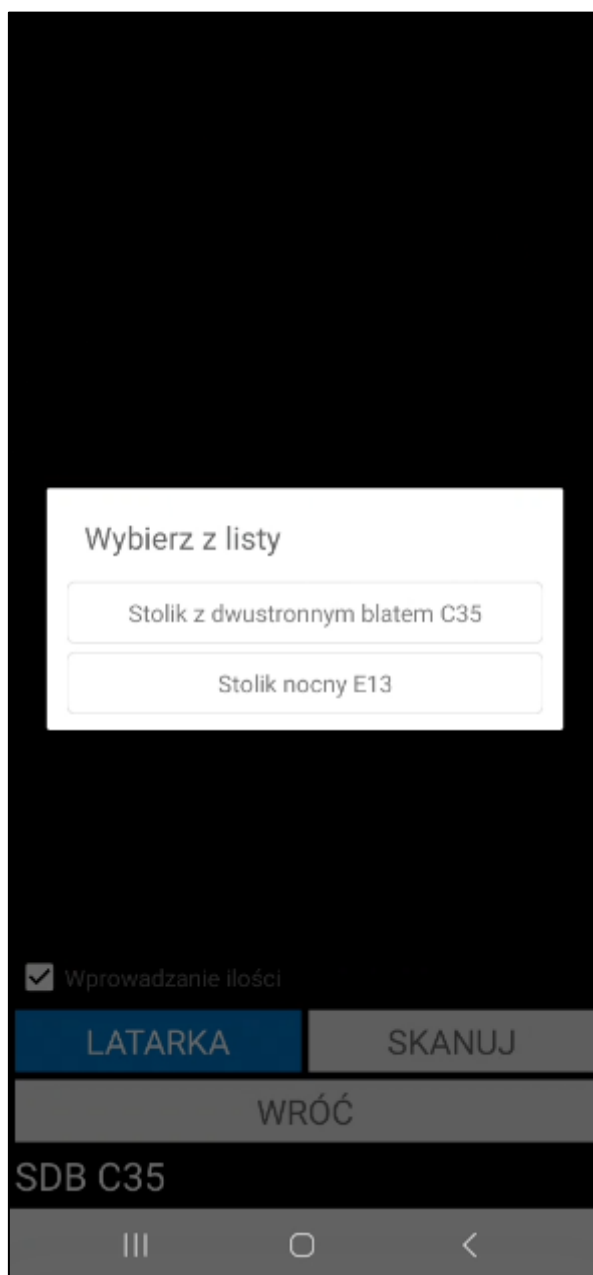 Wybierz z listy
Stolik z dwustronnym blatem C35
Stolik nocny E13
Wprowadzanie ilości
LATARKA
SKANUJ
WRÓĆ
SDB C35